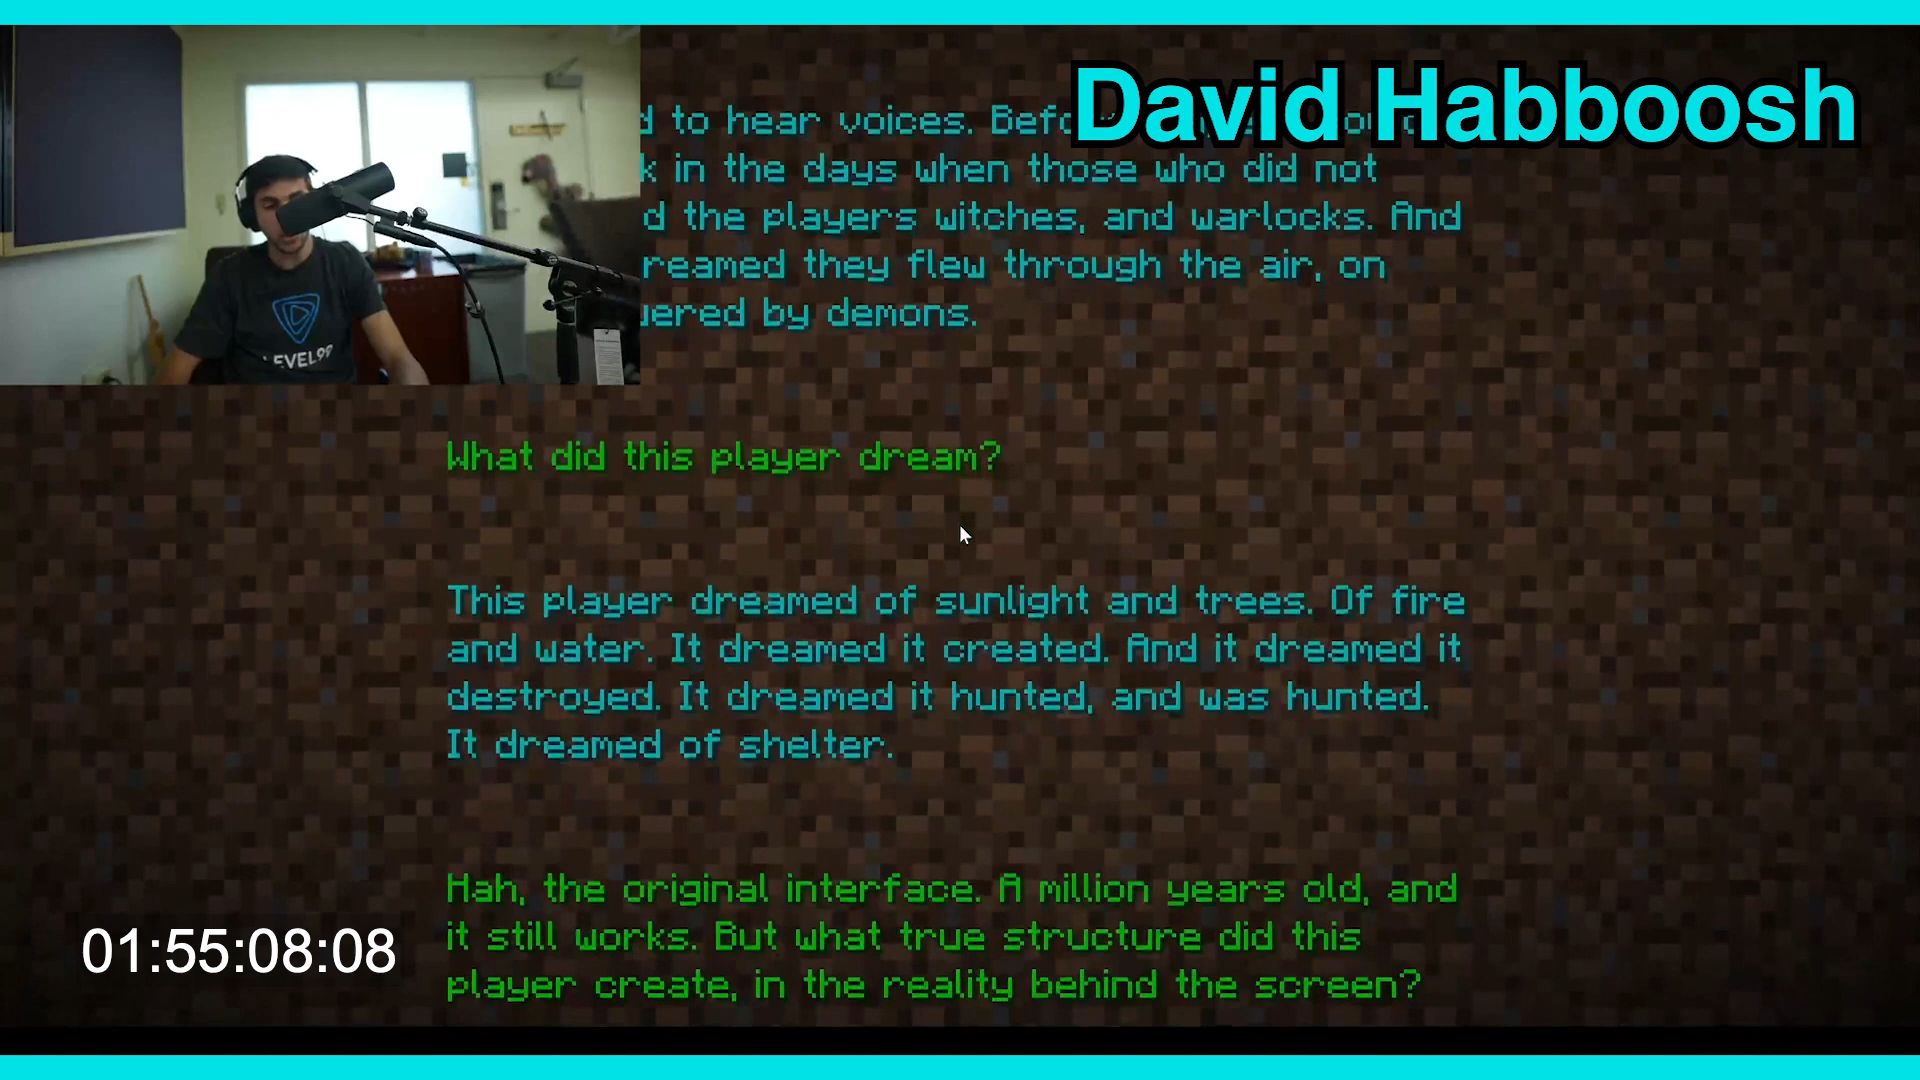 David Habboosh
to hear voices.
in the days when those who did not
the players witches, and warlocks. And
they flew through the air, on
by demons.
LEVEL99
What did this player dream?
This player dreamed of sunlight and trees. Of fire
and water. It dreamed it created. And it dreamed it
destroyed. It dreamed it hunted, and was hunted.
It dreamed of shelter.
Hah, the original interface. A million years old, and
it still works. But what true structure did this
player create, in the reality behind the screen?
01:55:08:08